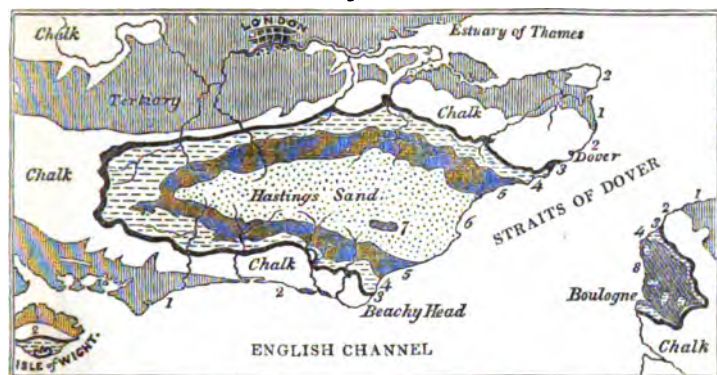 LONDON
Chalk
Estuary of Thames
Tertiary
2
Chalk
1
2
Dover
3
4
Chalk
5
Hastings Sand
STRAITS OF DOVER
7
6
1
2
3
4
5
8
Chalk
4
Boulogne
1
2
3
Beachy Head
2
3
ISLE of WIGHT.
ENGLISH CHANNEL
Chalk